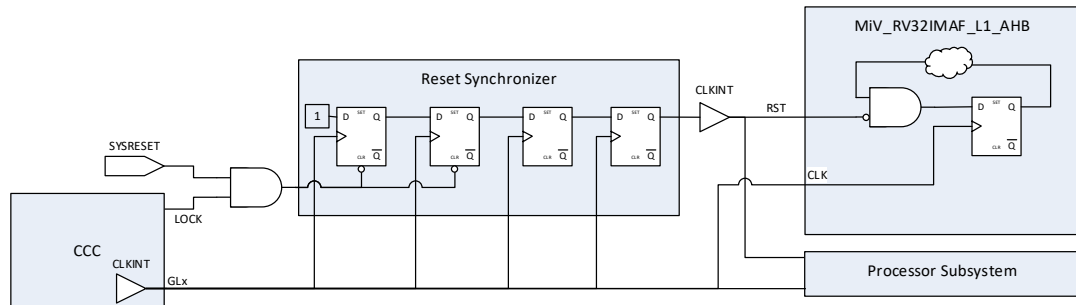 MiV_RV32IMAF_L1_AHB
Reset Synchronizer
CLKINT
RST
1
D SET Q
CLR Q
D SET Q
CLR Q
D SET Q
CLR Q
D SET Q
CLR Q
D SET Q
CLR Q
SYSRESET
LOCK
CLK
CCC
CLKINT
GLx
Processor Subsystem